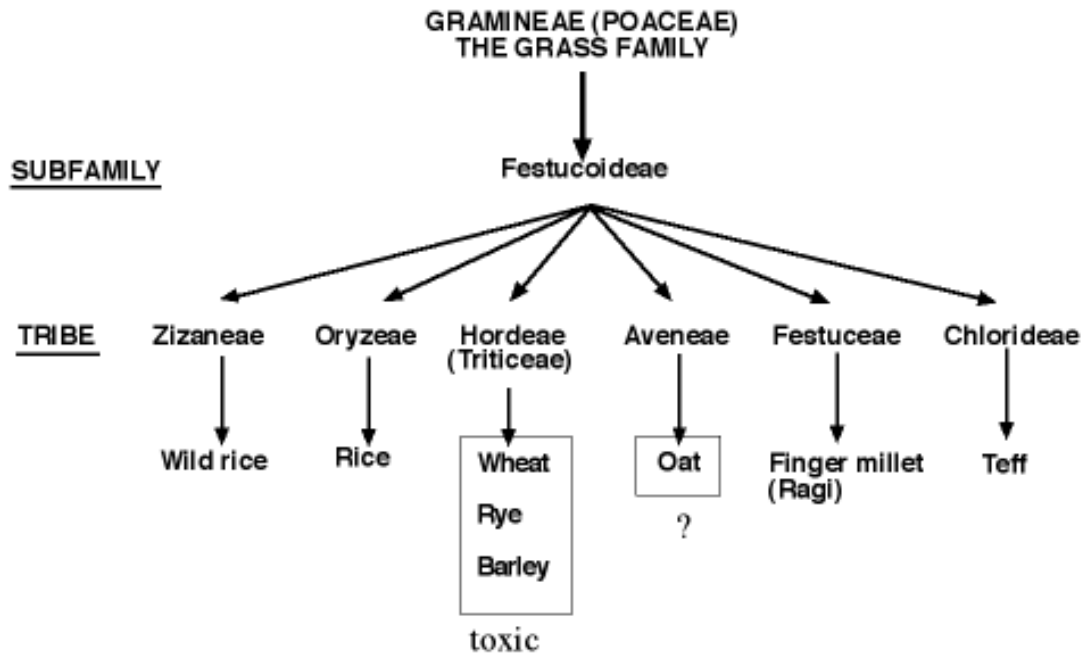 GRAMINEAE (POACEAE)
THE GRASS FAMILY
SUBFAMILY
Festucoideae
TRIBE
Zizaneae
Oryzeae
Hordeae
(Triticeae)
Aveneae
Festuceae
Chlorideae
Wild rice
Rice
Wheat
Rye
Barley
toxic
Oat
?
Finger millet
(Ragi)
Teff